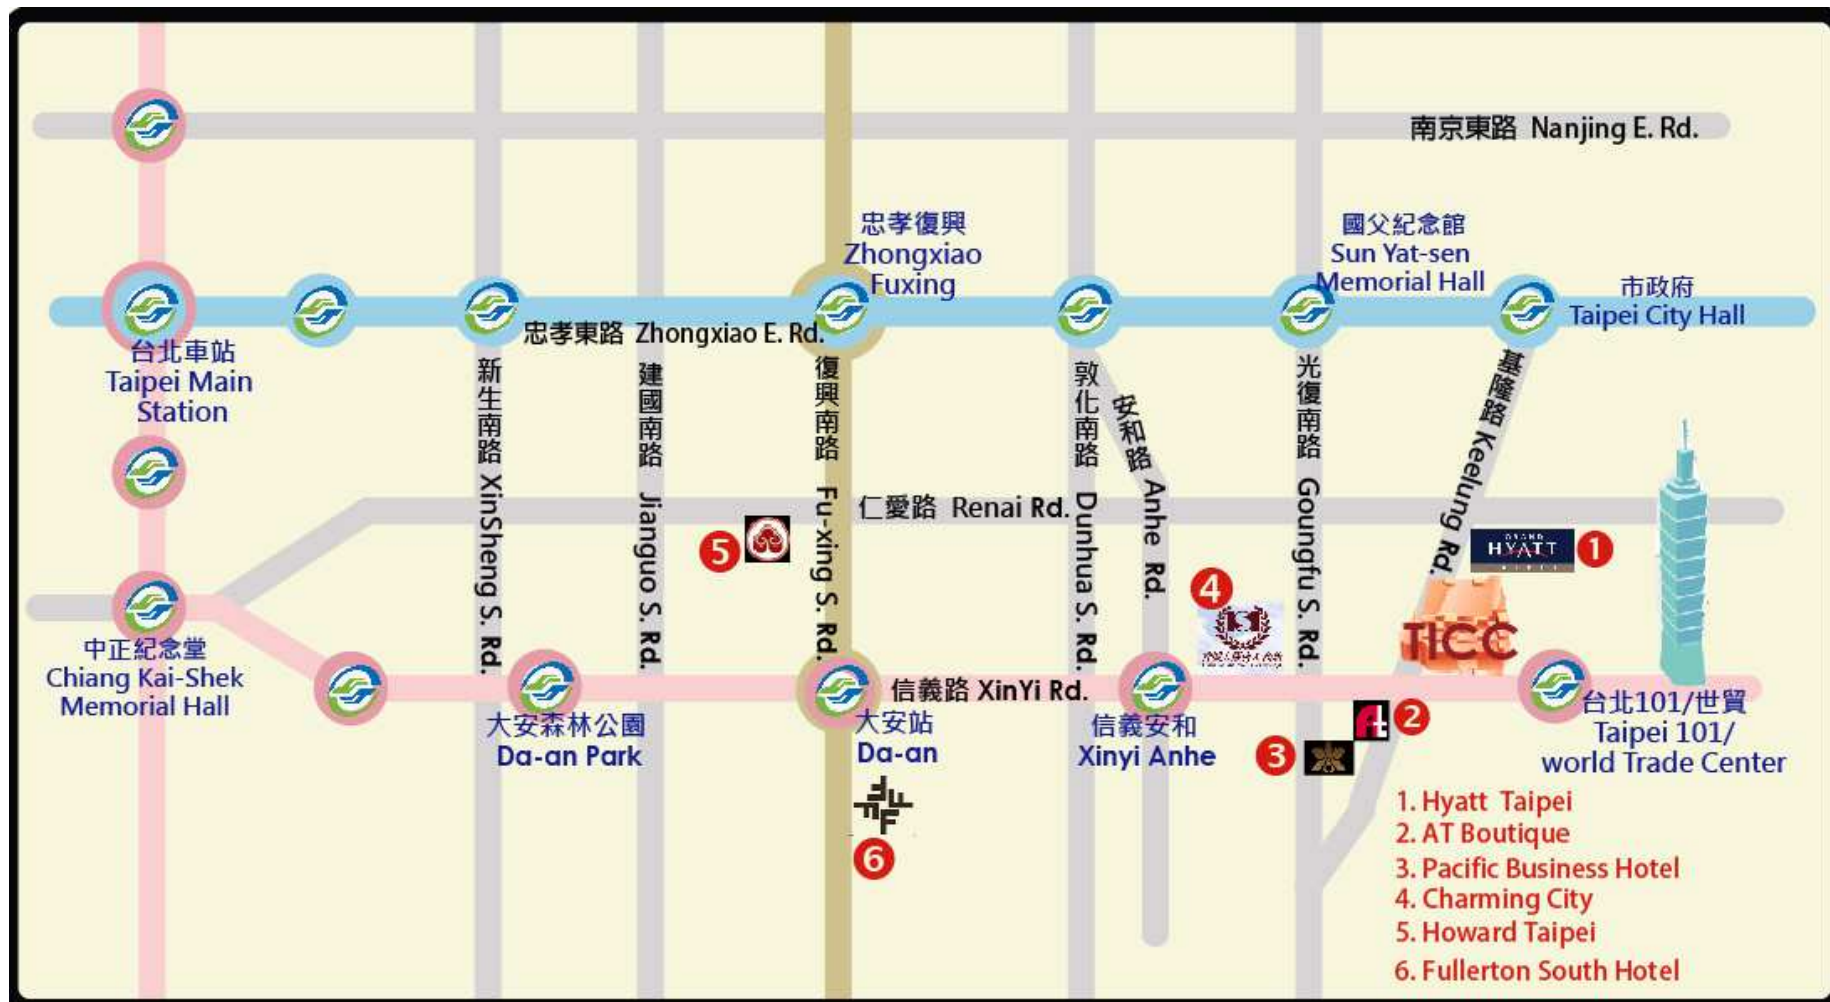 南京東路 Nanjing E. Rd.
忠孝復興
Zhongxiao
Fuxing
國父紀念館
Sun Yat-sen
Memorial Hall
市政府
Taipei City Hall
忠孝東路 Zhongxiao E. Rd.
台北車站
Taipei Main
Station
新生南路 XinSheng S. Rd.
建國南路 Jianguo S. Rd.
復興南路 Fu-xing S. Rd.
敦化南路 Dunhua S. Rd.
安和路 Anhe Rd.
光復南路 Goungfu S. Rd.
基隆路 Keelung Rd.
仁愛路 Renai Rd.
5
GRAND
HYATT
1
4
TICC
中正紀念堂
Chiang Kai-Shek
Memorial Hall
信義路 XinYi Rd.
大安森林公園
Da-an Park
大安站
Da-an
信義安和
Xinyi Anhe
At
2
3
台北101/世貿
Taipei 101/
world Trade Center
6
1. Hyatt Taipei
2. AT Boutique
3. Pacific Business Hotel
4. Charming City
5. Howard Taipei
6. Fullerton South Hotel